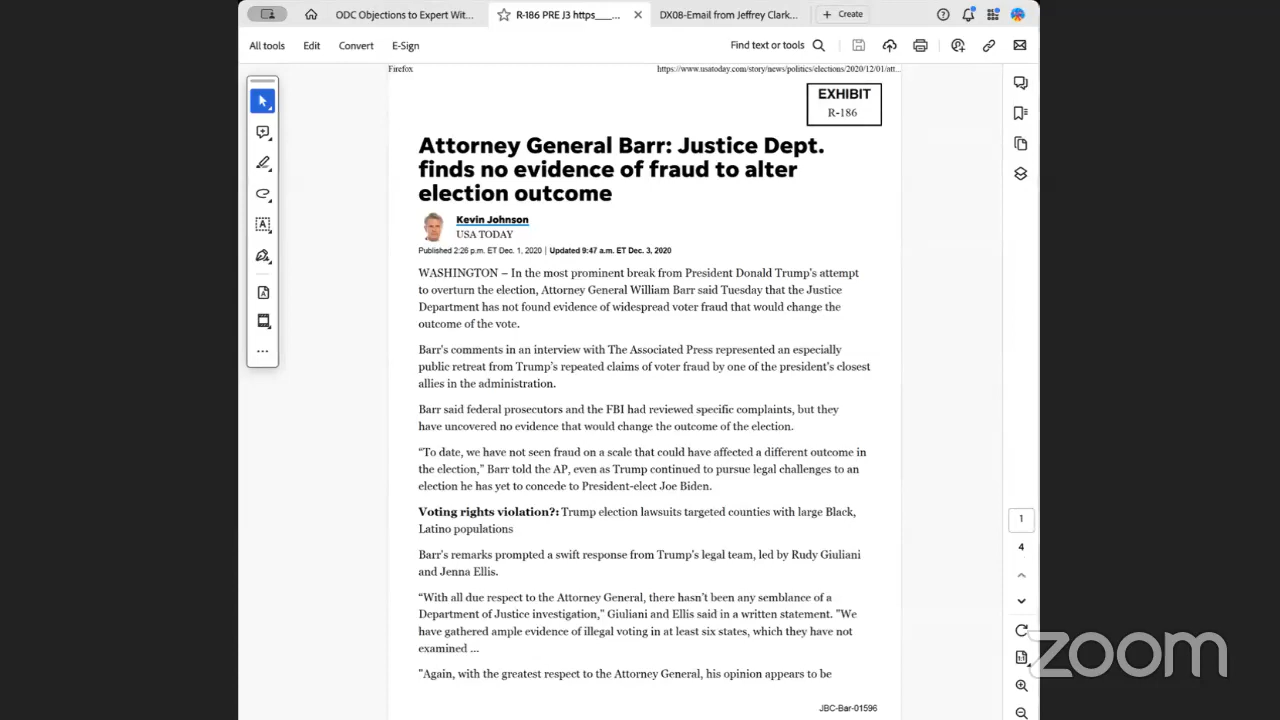 ODC Objections to Expert Wit...
R-186 PRE J3 https___...
DX08-Email from Jeffrey Clark...
Create
All tools
Edit
Convert
E-Sign
Find text or tools
Firefox
https://www.usatoday.com/story/news/politics/elections/2020/12/01/att...
EXHIBIT
R-186
Attorney General Barr: Justice Dept.
finds no evidence of fraud to alter
election outcome
Kevin Johnson
USA TODAY
Published 2:26 p.m. ET Dec. 1, 2020 | Updated 9:47 a.m. ET Dec. 3, 2020
WASHINGTON – In the most prominent break from President Donald Trump's attempt
to overturn the election, Attorney General William Barr said Tuesday that the Justice
Department has not found evidence of widespread voter fraud that would change the
outcome of the vote.
Barr's comments in an interview with The Associated Press represented an especially
public retreat from Trump's repeated claims of voter fraud by one of the president's closest
allies in the administration.
Barr said federal prosecutors and the FBI had reviewed specific complaints, but they
have uncovered no evidence that would change the outcome of the election.
“To date, we have not seen fraud on a scale that could have affected a different outcome in
the election,” Barr told the AP, even as Trump continued to pursue legal challenges to an
election he has yet to concede to President-elect Joe Biden.
Voting rights violation?: Trump election lawsuits targeted counties with large Black,
Latino populations
Barr's remarks prompted a swift response from Trump's legal team, led by Rudy Giuliani
and Jenna Ellis.
“With all due respect to the Attorney General, there hasn’t been any semblance of a
Department of Justice investigation,” Giuliani and Ellis said in a written statement. "We
have gathered ample evidence of illegal voting in at least six states, which they have not
examined ...
"Again, with the greatest respect to the Attorney General, his opinion appears to be
JBC-Bar-01596
1
4
zoom